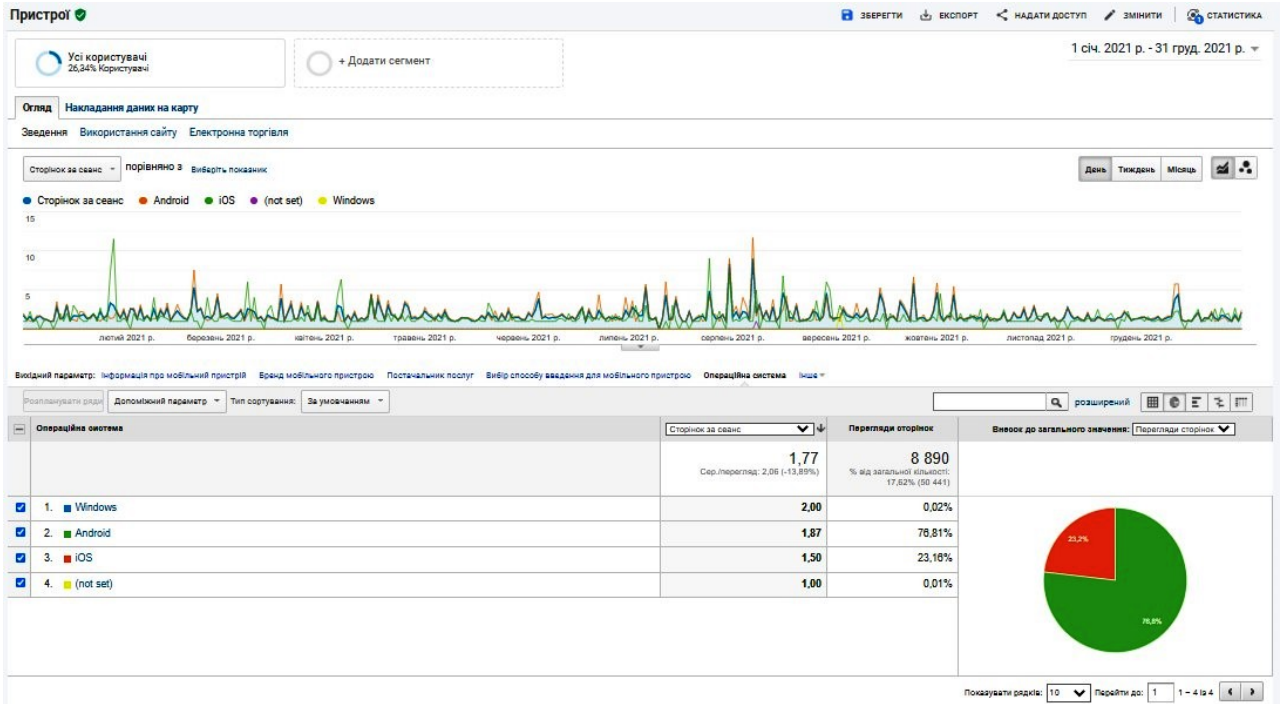 Пристрої
ЗБЕРЕГТИ ЕКСПОРТ НАДАТИ ДОСТУП ЗМІНИТИ СТАТИСТИКА
1 січ. 2021 р. - 31 груд. 2021 р.
Усі користувачі
26,34% Користувачі
+ Додати сегмент
Огляд Накладання даних на карту
Зведення Використання сайту Електронна торгівля
Сторінок за сеанс порівняно з Виберіть показник
День Тиждень Місяць
Сторінок за сеанс Android iOS (not set) Windows
15
10
5
лютий 2021 р. березень 2021 р. квітень 2021 р. травень 2021 р. червень 2021 р. липень 2021 р. серпень 2021 р. вересень 2021 р. жовтень 2021 р. листопад 2021 р. грудень 2021 р.
Вихідний параметр: Інформація про мобільний пристрій Бренд мобільного пристрою Постачальник послуг Вибір способу введення для мобільного пристрою Операційна система Інше
Розпланувати ряди Допоміжний параметр Тип сортування: За умовчанням
розширений
Операційна система Сторінок за сеанс Перегляди сторінок Внесок до загального значення: Перегляди сторінок
1,77 8 890
Сер./перегляд: 2,06 (-13,89%) % від загальної кількості:
17,62% (50 441)
1. Windows 2,00 0,02%
2. Android 1,87 76,81%
3. iOS 1,50 23,16%
4. (not set) 1,00 0,01%
23,2%
76,8%
Показувати рядків: 10 Перейти до: 1 1 – 4 із 4